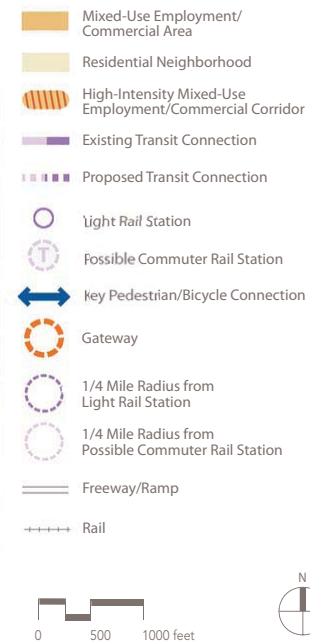 Mixed-Use Employment/
Commercial Area
Residential Neighborhood
High-Intensity Mixed-Use
Employment/Commercial Corridor
Existing Transit Connection
Proposed Transit Connection
Light Rail Station
T
Possible Commuter Rail Station
Key Pedestrian/Bicycle Connection
Gateway
1/4 Mile Radius from
Light Rail Station
1/4 Mile Radius from
Possible Commuter Rail Station
Freeway/Ramp
Rail
N
0 500 1000 feet